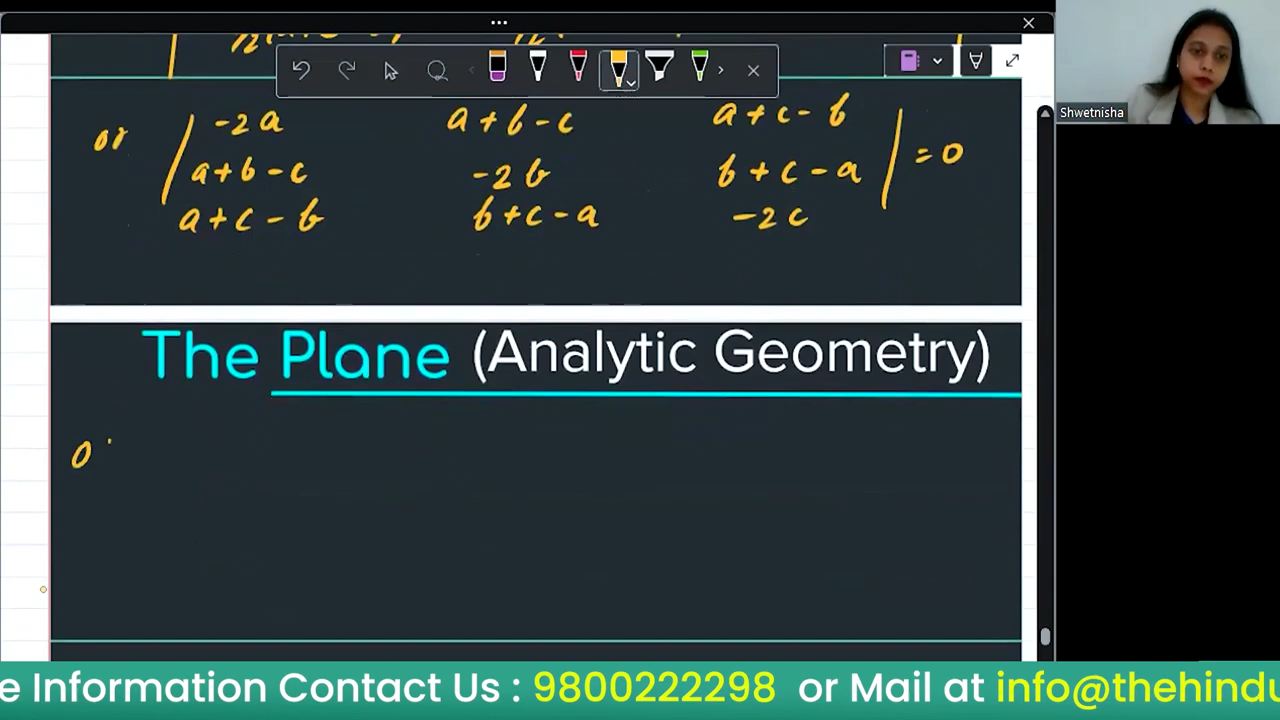 or | -2a a+b-c a+c-b | = 0
a+b-c -2b b+c-a
a+c-b b+c-a -2c
Shwetnisha
The Plane (Analytic Geometry)
0
e Information Contact Us : 9800222298 or Mail at info@thehindu